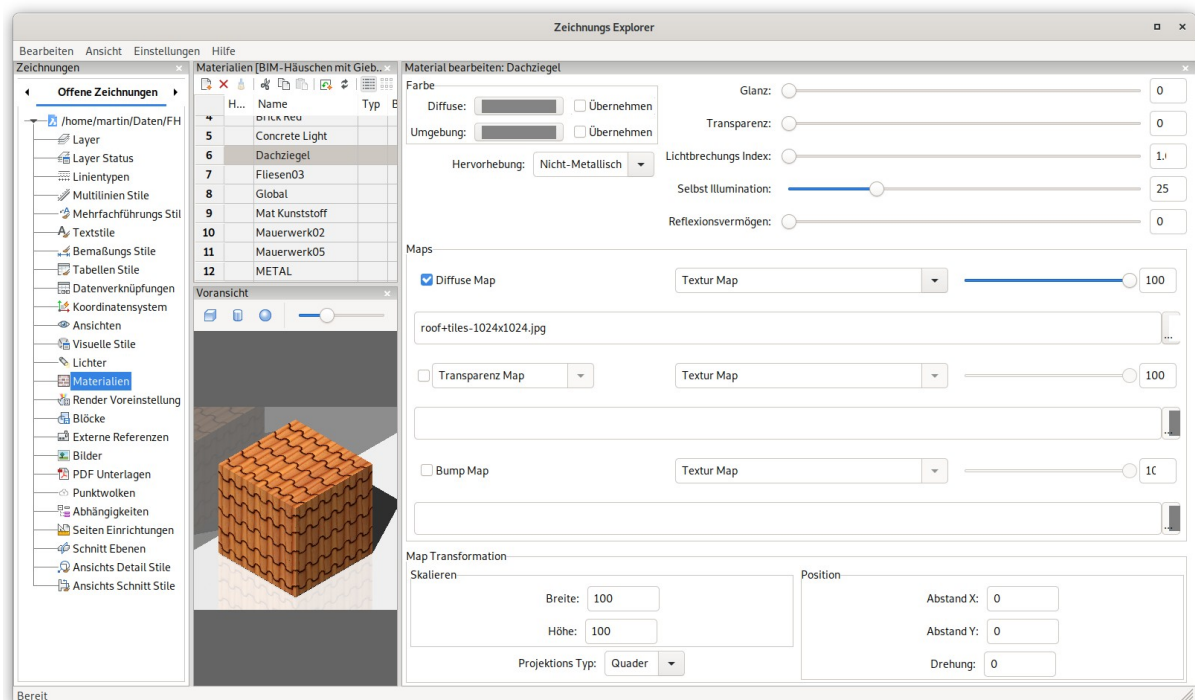 Zeichnungs Explorer
Bearbeiten Ansicht Einstellungen Hilfe
Zeichnungen
Offene Zeichnungen
/home/martin/Daten/FH
Layer
Layer Status
Linientypen
Multilinien Stile
Mehrfachführungs Stil
Textstile
Bemaßungs Stile
Tabellen Stile
Datenverknüpfungen
Koordinatensystem
Ansichten
Visuelle Stile
Lichter
Materialien
Render Voreinstellung
Blöcke
Externe Referenzen
Bilder
PDF Unterlagen
Punktwolken
Abhängigkeiten
Seiten Einrichtungen
Schnitt Ebenen
Ansichts Detail Stile
Ansichts Schnitt Stile
Materialien [BIM-Häuschen mit Gieb..
H... Name Typ B
4 Brick Red
5 Concrete Light
6 Dachziegel
7 Fliesen03
8 Global
9 Mat Kunststoff
10 Mauerwerk02
11 Mauerwerk05
12 METAL
Voransicht
Material bearbeiten: Dachziegel
Farbe
Diffuse: Übernehmen
Umgebung: Übernehmen
Hervorhebung: Nicht-Metallisch
Glanz: 0
Transparenz: 0
Lichtbrechungs Index: 1.
Selbst Illumination: 25
Reflexionsvermögen: 0
Maps
Diffuse Map Textur Map 100
roof+tiles-1024x1024.jpg
...
Transparenz Map Textur Map 100
...
Bump Map Textur Map 10
...
Map Transformation
Skalieren
Breite: 100
Höhe: 100
Projektions Typ: Quader
Position
Abstand X: 0
Abstand Y: 0
Drehung: 0
Bereit